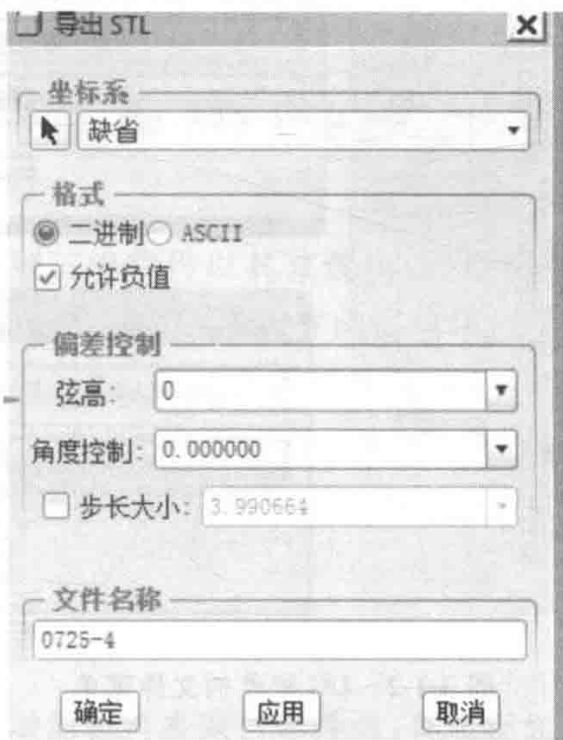 导出 STL
坐标系
缺省
格式
二进制 ASCII
允许负值
偏差控制
弦高: 0
角度控制: 0.000000
步长大小: 3.990664
文件名称
0725-4
确定 应用 取消